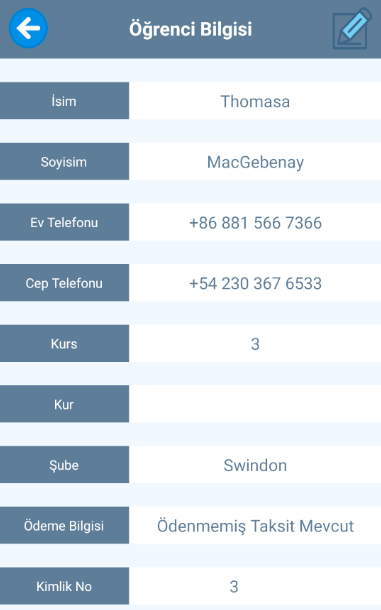 Öğrenci Bilgisi
İsim Thomasa
Soyisim MacGebenay
Ev Telefonu +86 881 566 7366
Cep Telefonu +54 230 367 6533
Kurs 3
Kur
Şube Swindon
Ödeme Bilgisi Ödenmemiş Taksit Mevcut
Kimlik No 3